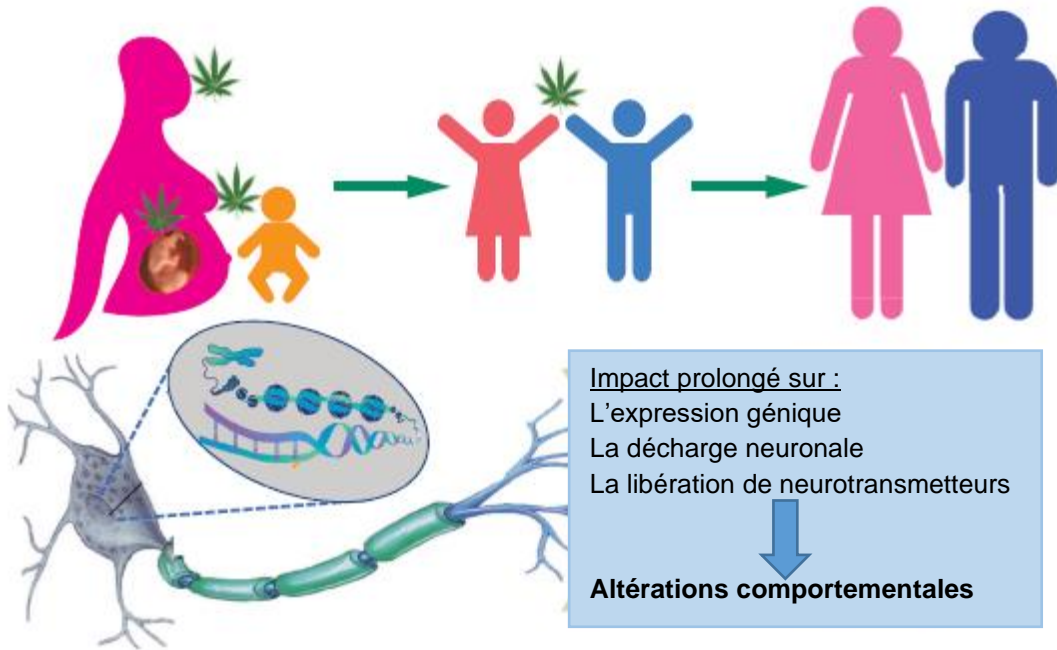 Impact prolongé sur :
L’expression génique
La décharge neuronale
La libération de neurotransmetteurs
Altérations comportementales